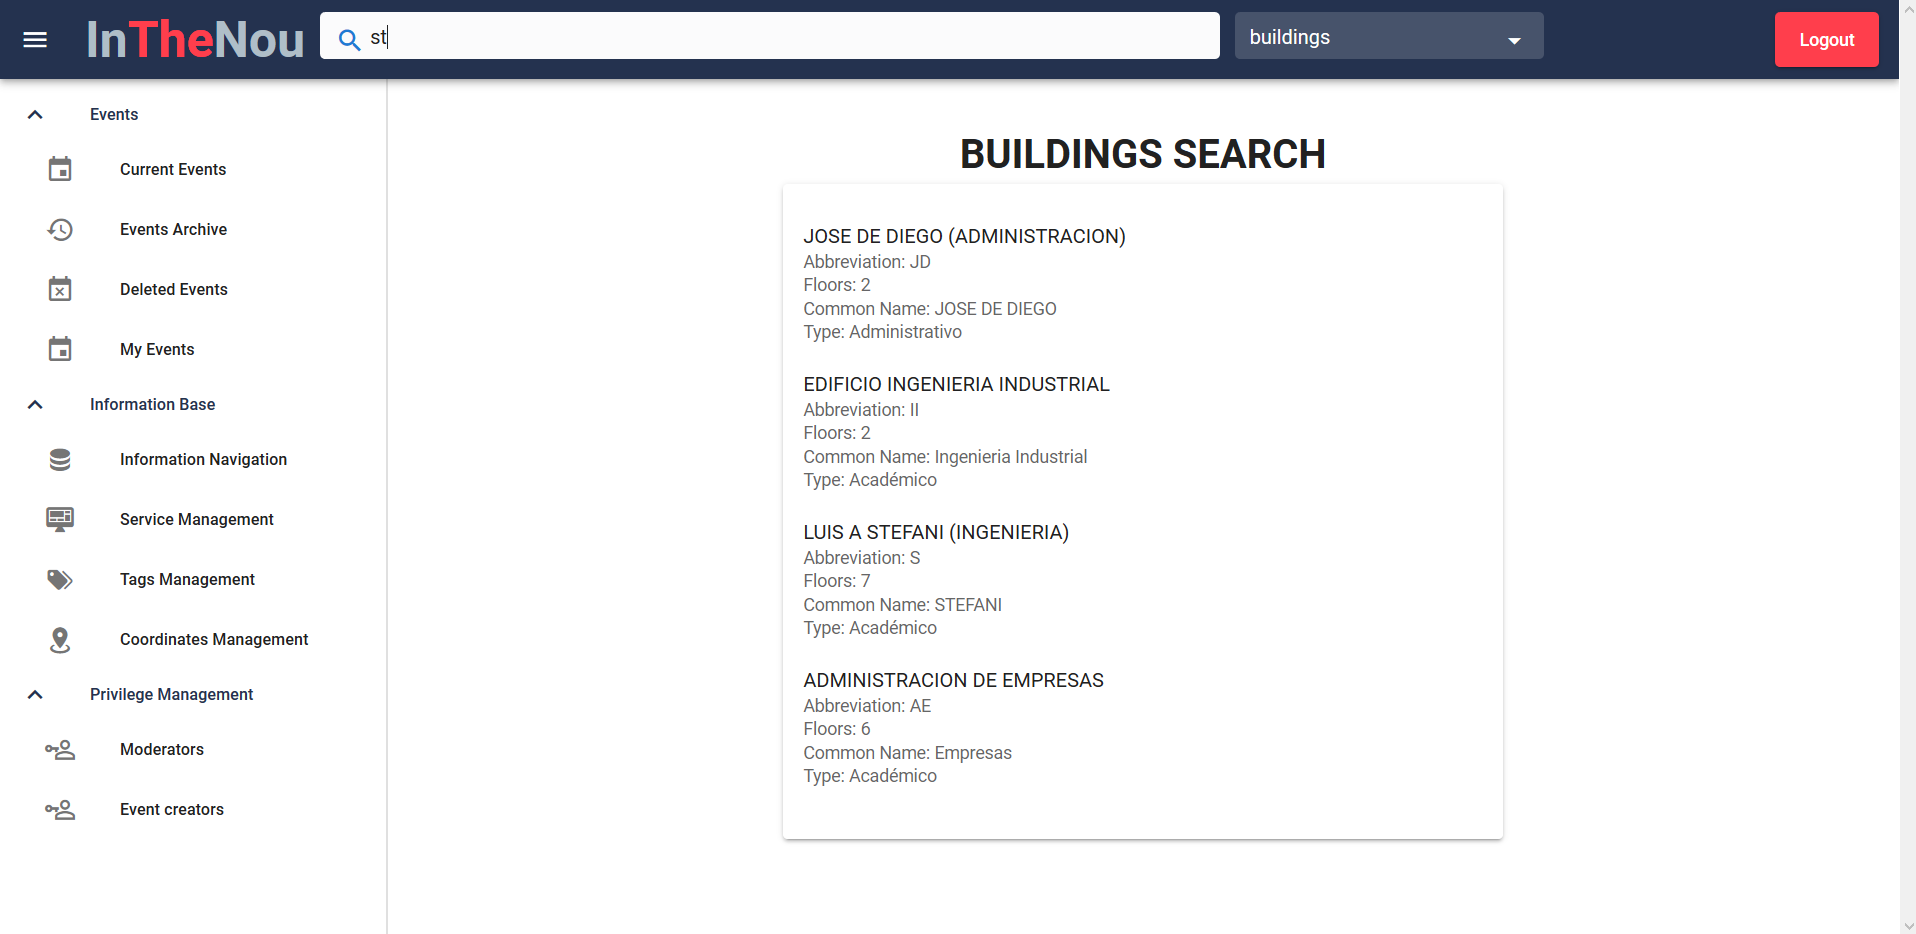 InTheNou
st
buildings
Logout
Events
Current Events
Events Archive
Deleted Events
My Events
Information Base
Information Navigation
Service Management
Tags Management
Coordinates Management
Privilege Management
Moderators
Event creators
BUILDINGS SEARCH
JOSE DE DIEGO (ADMINISTRACION)
Abbreviation: JD
Floors: 2
Common Name: JOSE DE DIEGO
Type: Administrativo
EDIFICIO INGENIERIA INDUSTRIAL
Abbreviation: II
Floors: 2
Common Name: Ingenieria Industrial
Type: Académico
LUIS A STEFANI (INGENIERIA)
Abbreviation: S
Floors: 7
Common Name: STEFANI
Type: Académico
ADMINISTRACION DE EMPRESAS
Abbreviation: AE
Floors: 6
Common Name: Empresas
Type: Académico